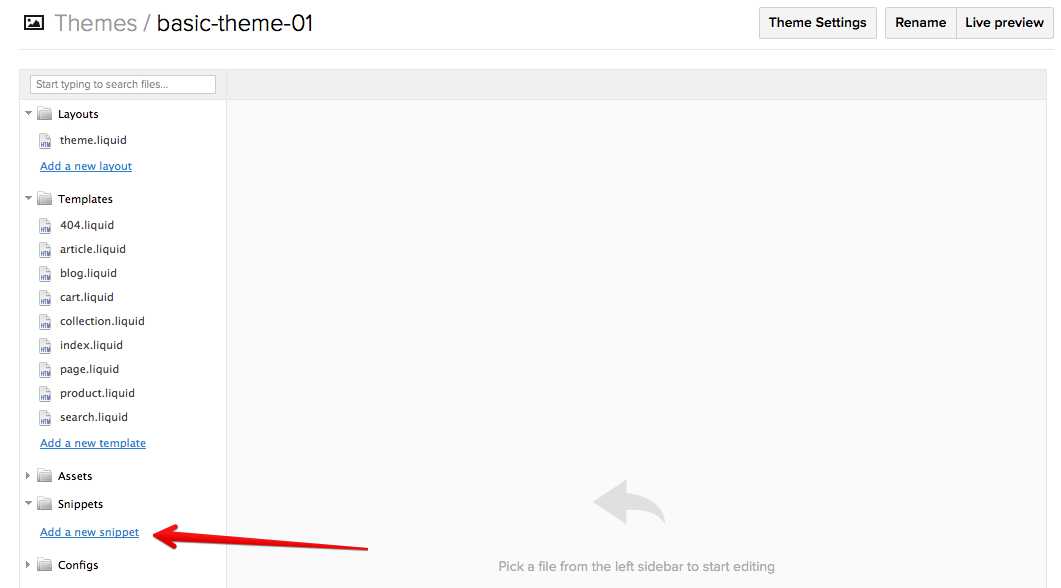 Themes / basic-theme-01
Theme Settings
Rename
Live preview
Start typing to search files...
Layouts
theme.liquid
Add a new layout
Templates
404.liquid
article.liquid
blog.liquid
cart.liquid
collection.liquid
index.liquid
page.liquid
product.liquid
search.liquid
Add a new template
Assets
Snippets
Add a new snippet
Configs
Pick a file from the left sidebar to start editing